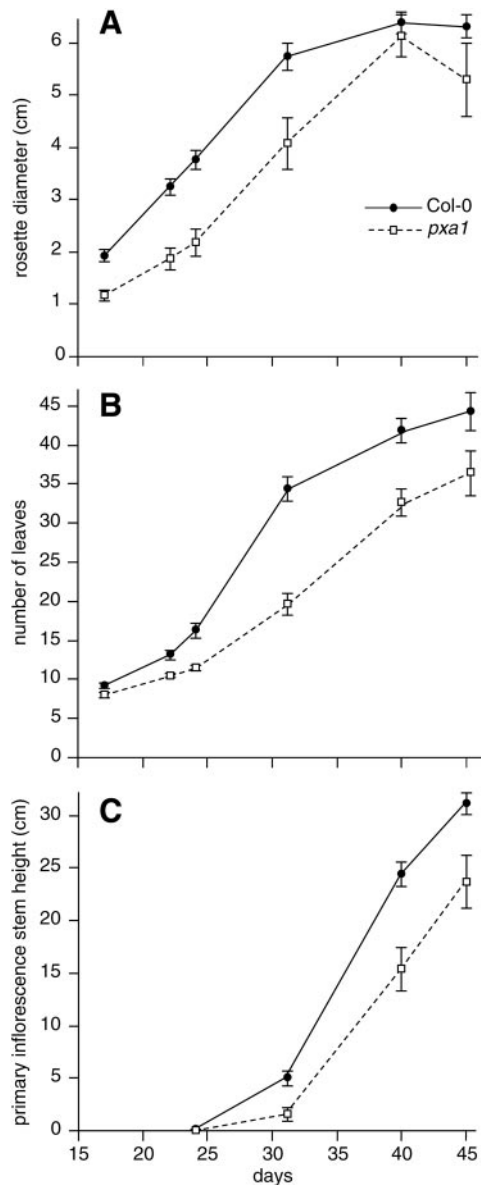 A
6
5
4
3
2
1
0
rosette diameter (cm)
Col-0
pxa1
B
45
40
35
30
25
20
15
10
5
0
number of leaves
C
30
25
20
15
10
5
0
primary inflorescence stem height (cm)
15 20 25 30 35 40 45
days